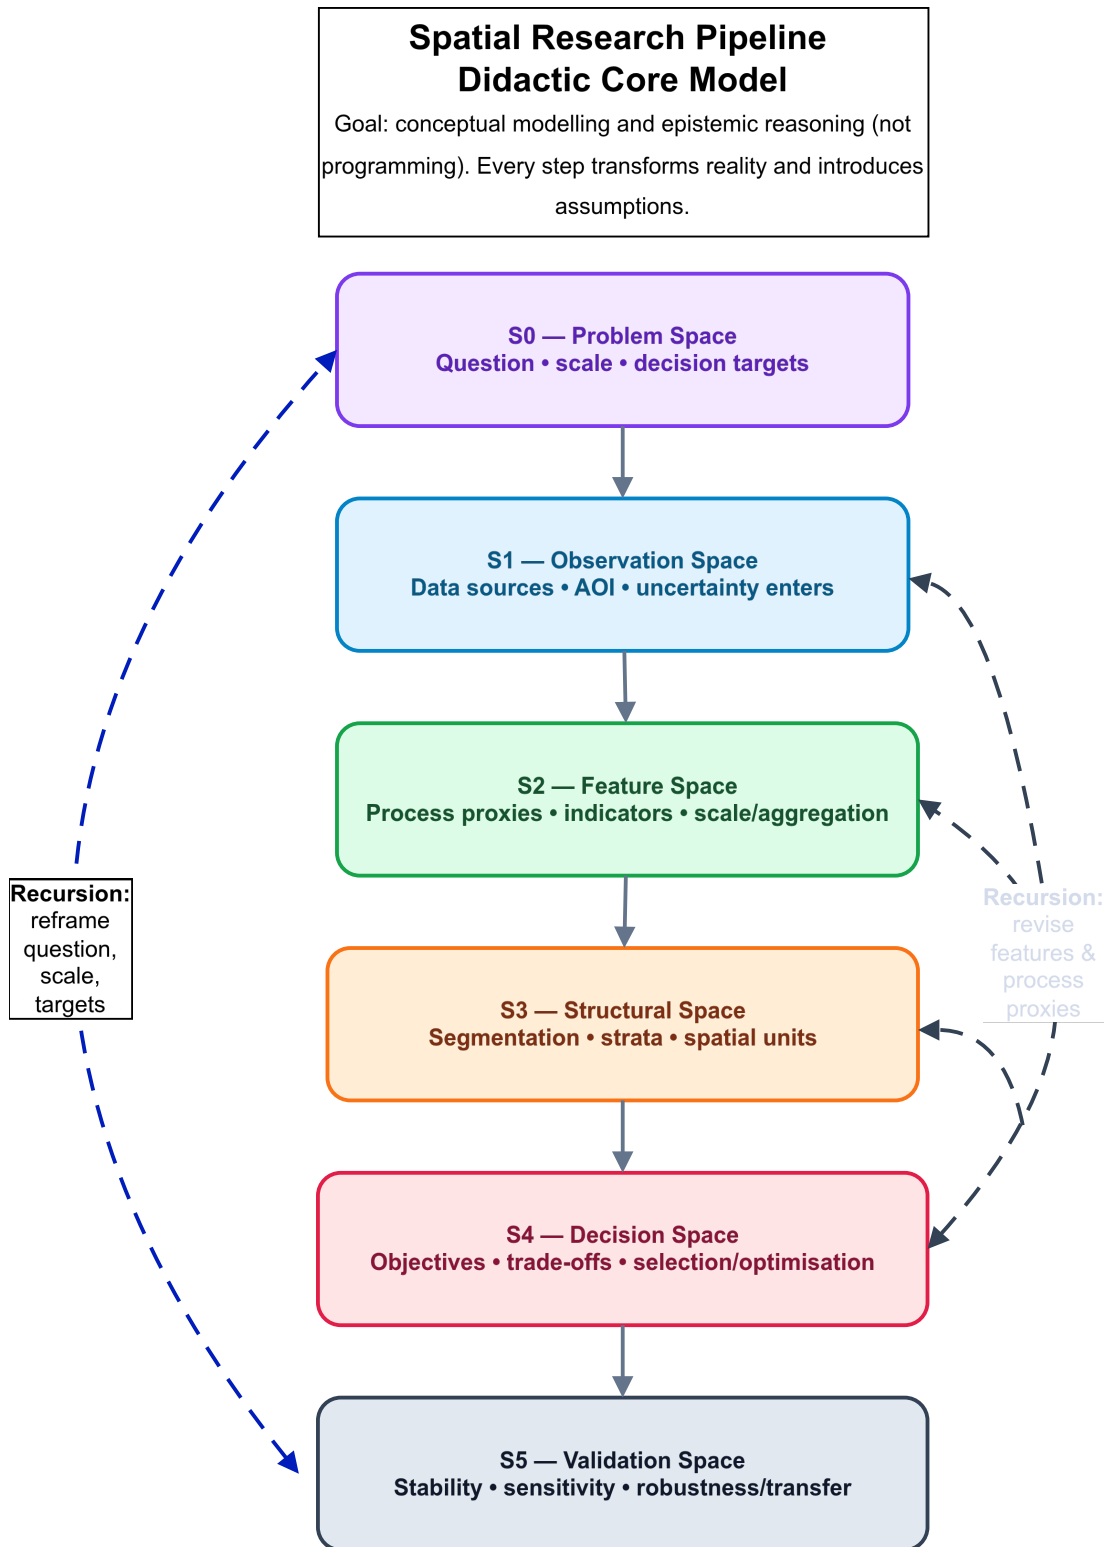 Spatial Research Pipeline
Didactic Core Model
Goal: conceptual modelling and epistemic reasoning (not
programming). Every step transforms reality and introduces
assumptions.
S0 — Problem Space
Question • scale • decision targets
S1 — Observation Space
Data sources • AOI • uncertainty enters
S2 — Feature Space
Process proxies • indicators • scale/aggregation
Recursion:
reframe
question,
scale,
targets
Recursion:
revise
features &
process
proxies
S3 — Structural Space
Segmentation • strata • spatial units
S4 — Decision Space
Objectives • trade-offs • selection/optimisation
S5 — Validation Space
Stability • sensitivity • robustness/transfer